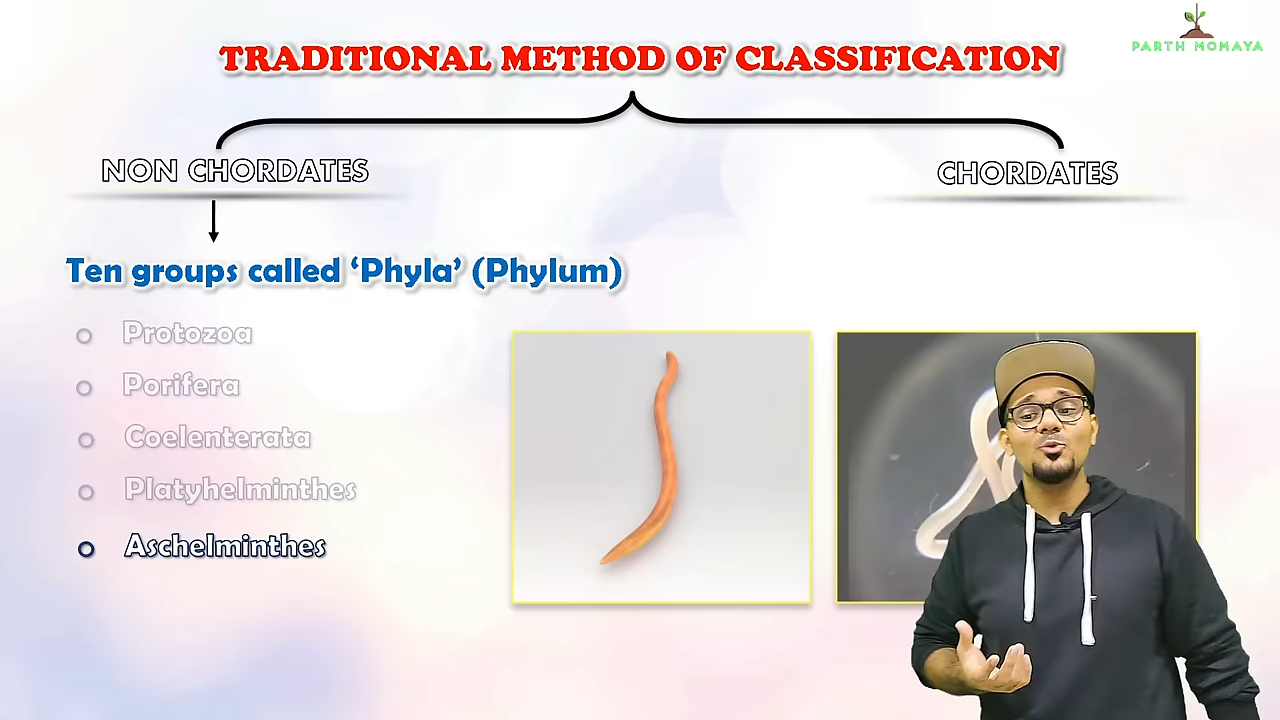 PARTH MOMAYA
TRADITIONAL METHOD OF CLASSIFICATION
NON CHORDATES
CHORDATES
Ten groups called ‘Phyla’ (Phylum)
Protozoa
Porifera
Coelenterata
Platyhelminthes
Aschelminthes